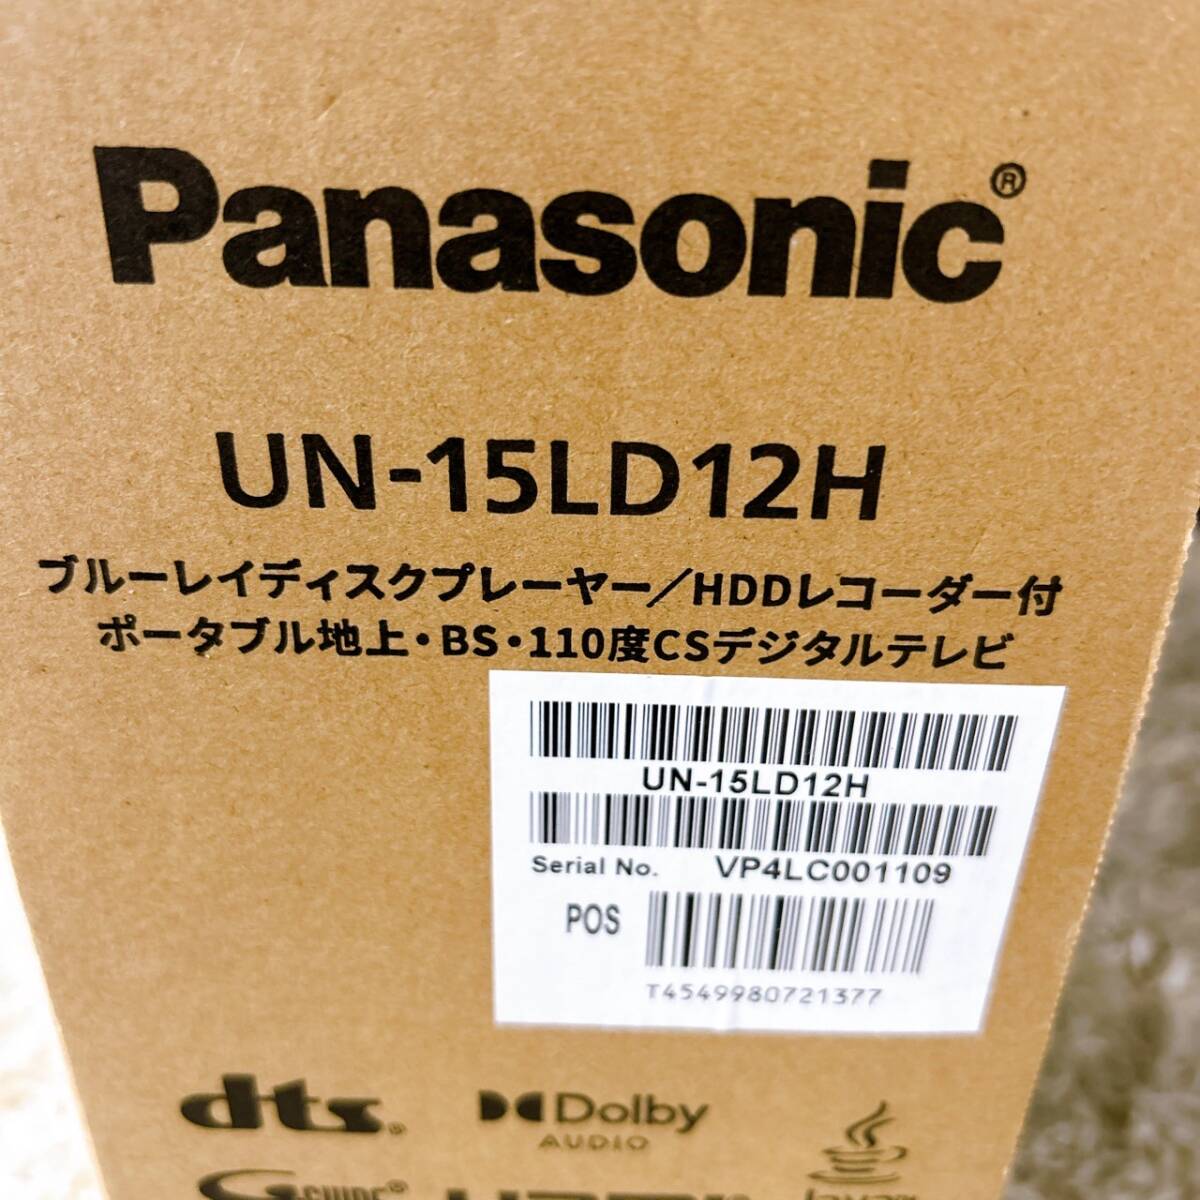 Panasonic®
UN-15LD12H
ブルーレイディスクプレーヤー／HDDレコーダー付
ポータブル地上・BS・110度CSデジタルテレビ
UN-15LD12H
Serial No. VP4LC001109
POS
T4549980721377
dts®
Dolby
AUDIO